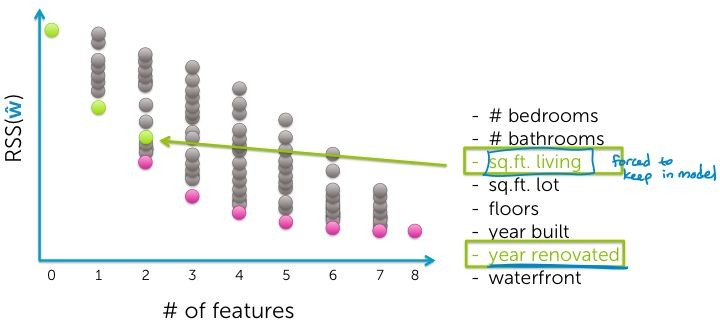 RSS(ŵ)
0 1 2 3 4 5 6 7 8
# of features
- # bedrooms
- # bathrooms
- sq.ft. living
forced to
keep in model
- sq.ft. lot
- floors
- year built
- year renovated
- waterfront